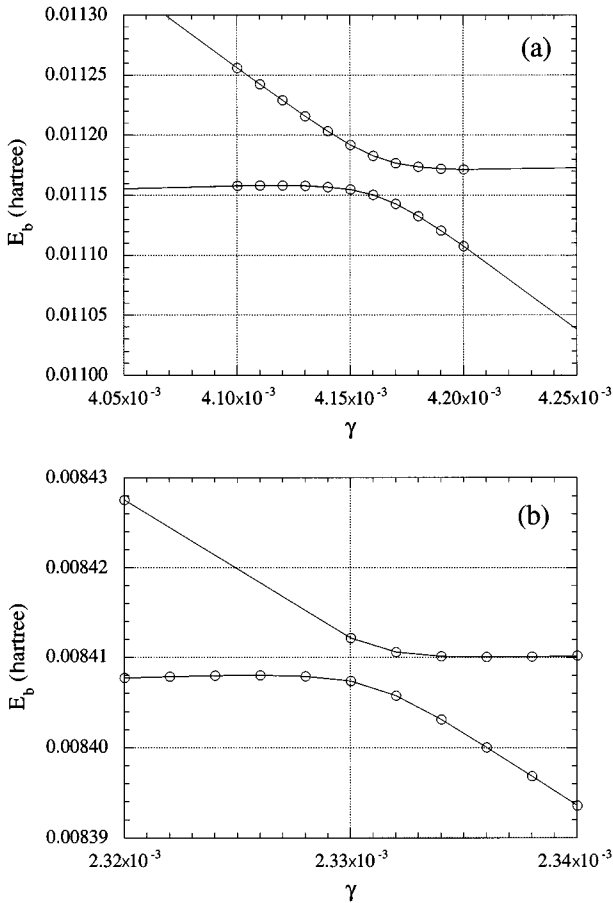 0.01130
(a)
0.01125
0.01120
0.01115
0.01110
0.01105
0.01100
E_b (hartree)
4.05x10⁻³ 4.10x10⁻³ 4.15x10⁻³ 4.20x10⁻³ 4.25x10⁻³
γ
0.00843
(b)
0.00842
0.00841
0.00840
0.00839
E_b (hartree)
2.32x10⁻³ 2.33x10⁻³ 2.34x10⁻³
γ